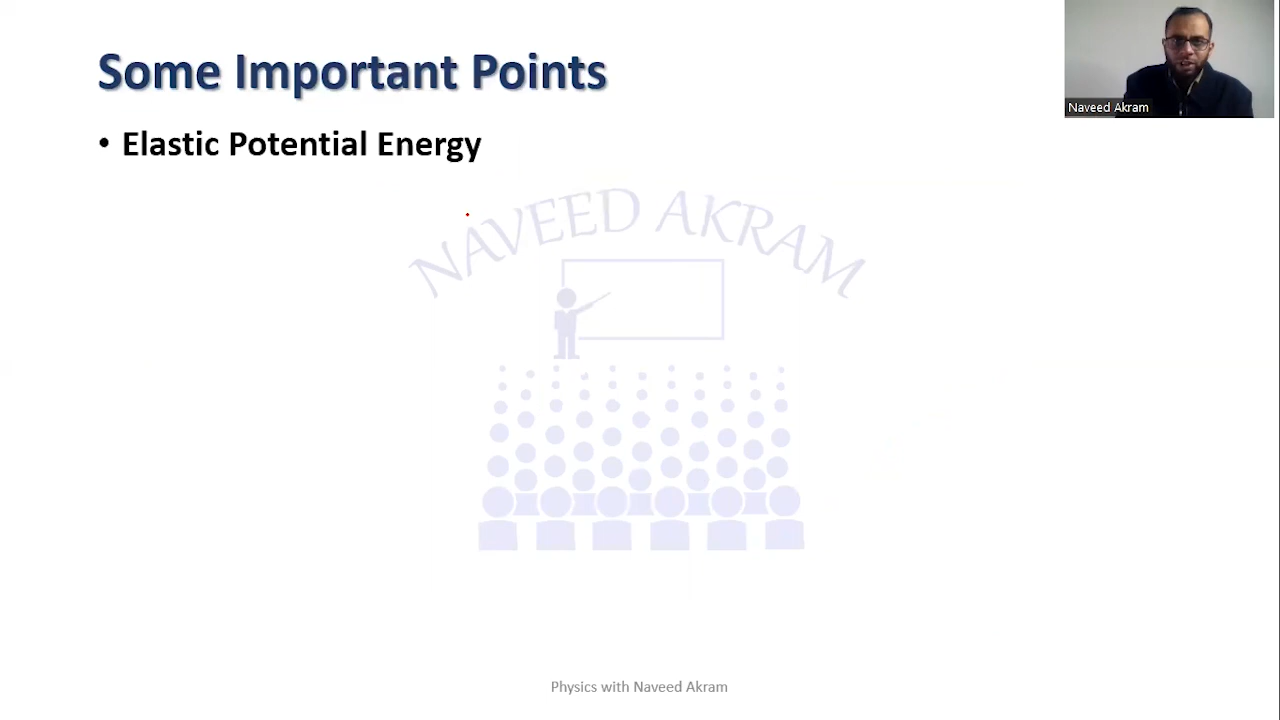 Some Important Points
Naveed Akram
• Elastic Potential Energy
NAVEED AKRAM
Physics with Naveed Akram